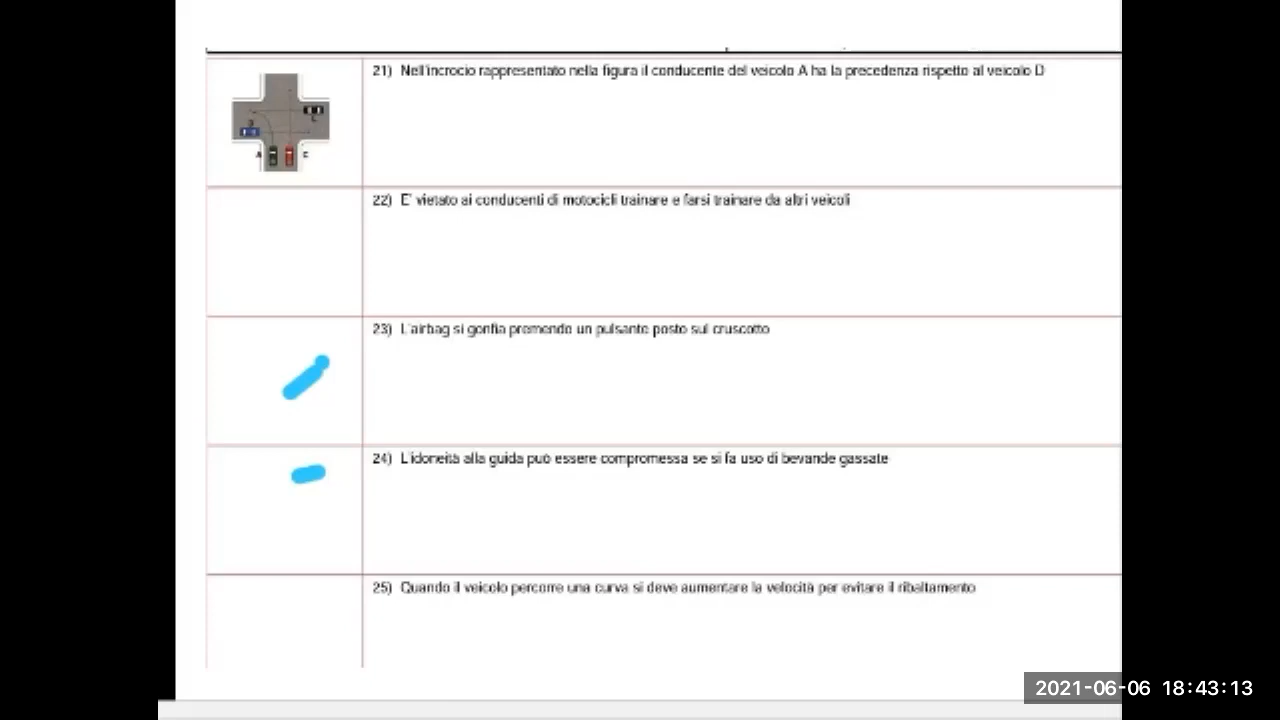 21) Nell'incrocio rappresentato nella figura il conducente del veicolo A ha la precedenza rispetto al veicolo D
A
22) E' vietato ai conducenti di motocicli trainare e farsi trainare da altri veicoli
23) L'airbag si gonfia premendo un pulsante posto sul cruscotto
24) L'idoneità alla guida può essere compromessa se si fa uso di bevande gassate
25) Quando il veicolo percorre una curva si deve aumentare la velocità per evitare il ribaltamento
2021-06-06 18:43:13